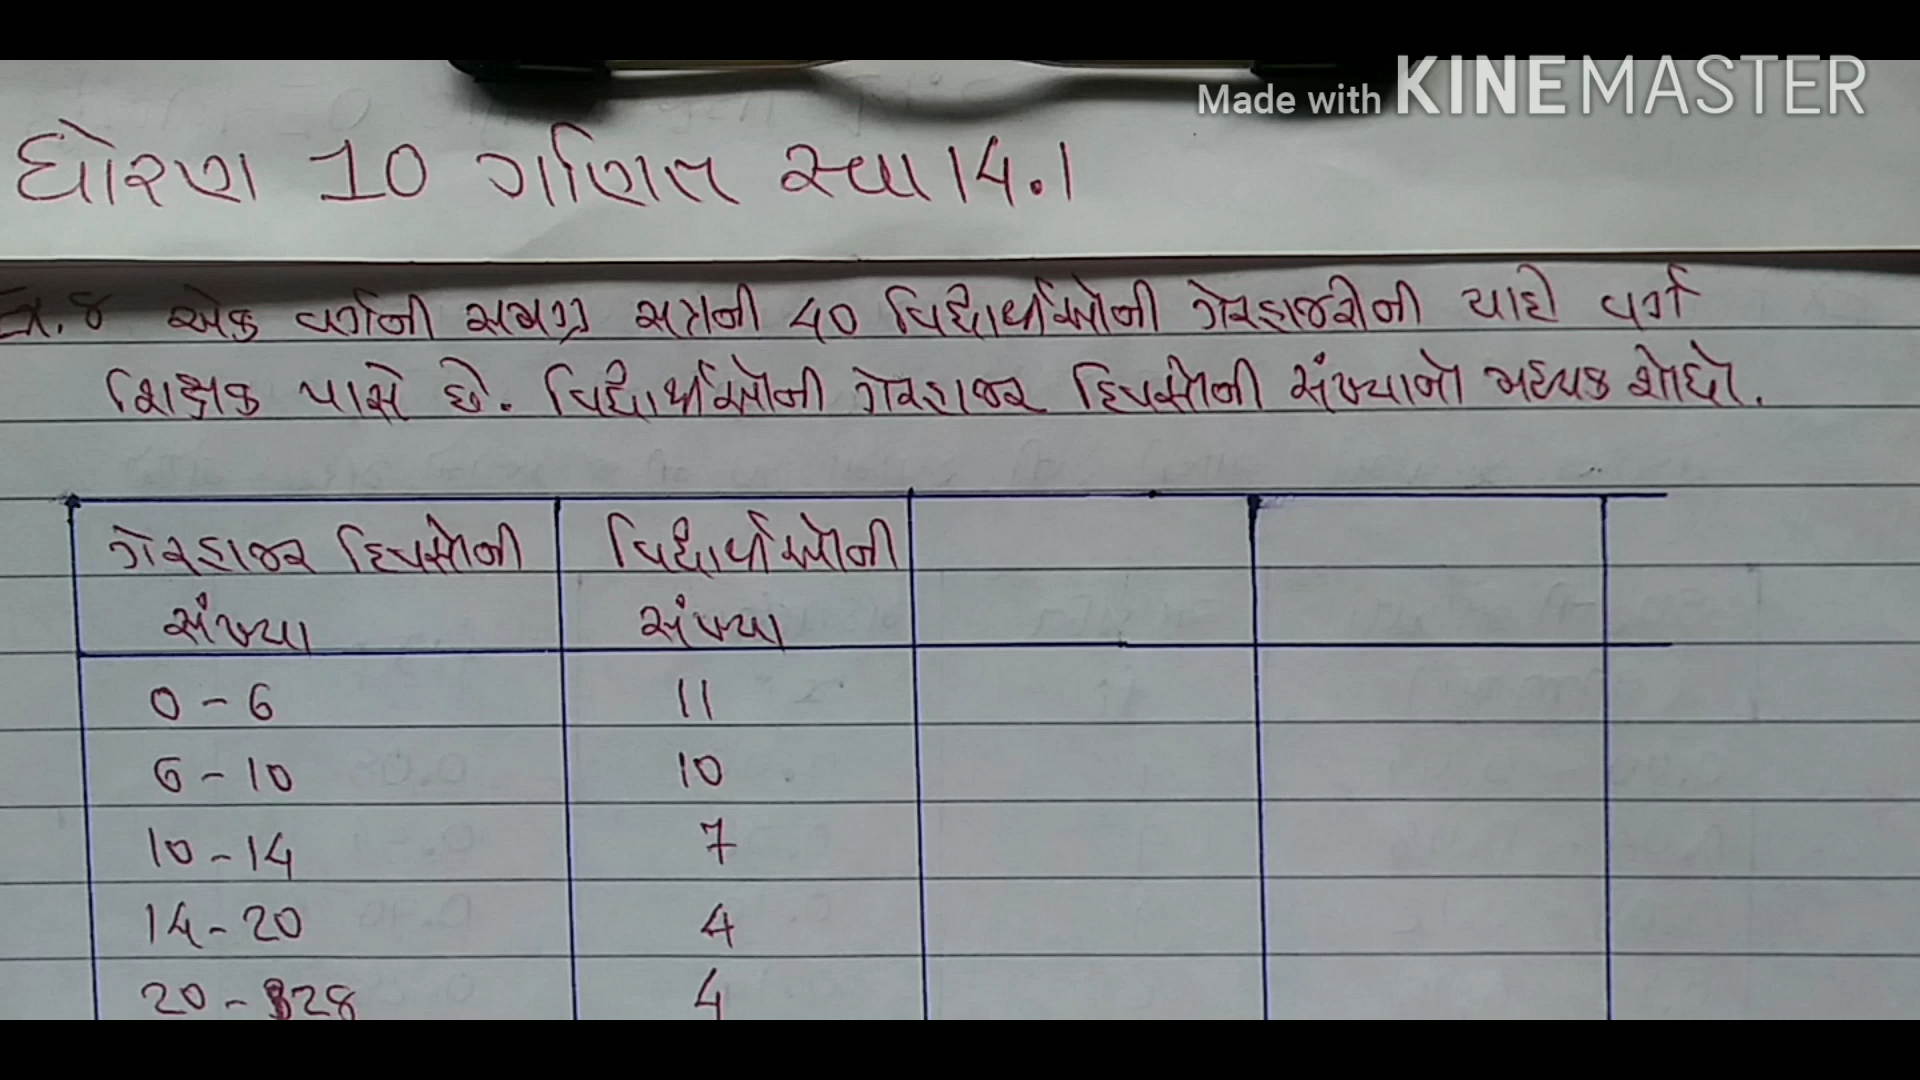 Made with KINEMASTER
ધોરણ 10 ગણિત સ્વા 14.1
પ્ર.8 એક વર્ગની સમગ્ર સત્રની 40 વિદ્યાર્થીઓની ગેરહાજરીની યાદી વર્ગ
શિક્ષક પાસે છે. વિદ્યાર્થીઓની ગેરહાજર દિવસોની સંખ્યાનો મધ્યક શોધો.
ગેરહાજર દિવસોની વિદ્યાર્થીઓની
સંખ્યા સંખ્યા
0 - 6 11
6 - 10 10
10 - 14 7
14 - 20 4
20 - 28 4